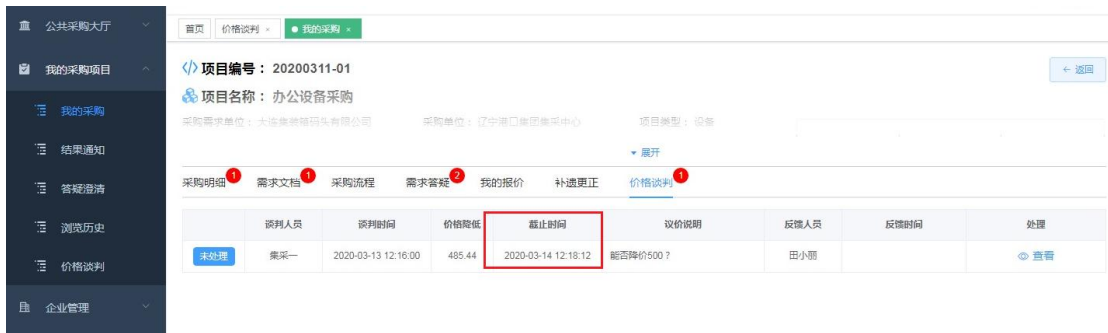 公共采购大厅
首页 价格谈判 × ● 我的采购 ×
我的采购项目
我的采购
结果通知
答疑澄清
浏览历史
价格谈判
企业管理
</> 项目编号： 20200311-01
← 返回
项目名称： 办公设备采购
采购需求单位：大连集装箱码头有限公司 采购单位：辽宁港口集团集采中心 项目类型：设备
展开
采购明细 1 需求文档 1 采购流程 需求答疑 2 我的报价 补遗更正 价格谈判 1
谈判人员 谈判时间 价格降低 截止时间 议价说明 反馈人员 反馈时间 处理
未处理 集采一 2020-03-13 12:16:00 485.44 2020-03-14 12:18:12 能否降价500？ 田小丽 查看